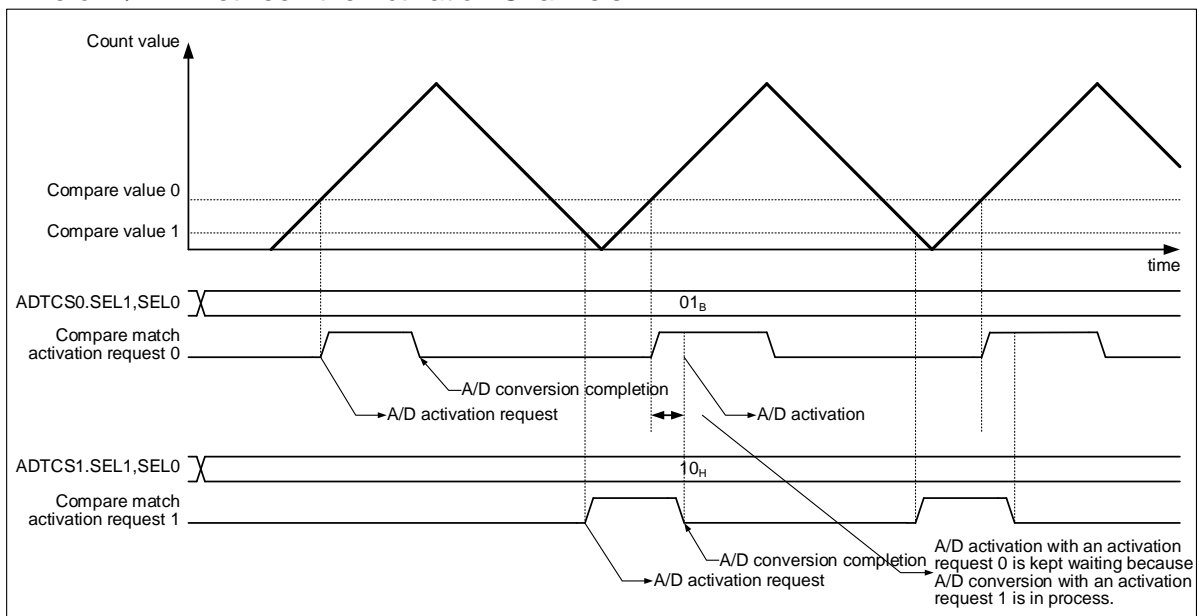 Count value
Compare value 0
Compare value 1
time
ADTCS0.SEL1,SEL0
01B
Compare match
activation request 0
A/D conversion completion
A/D activation request
A/D activation
ADTCS1.SEL1,SEL0
10H
Compare match
activation request 1
A/D conversion completion
A/D activation request
A/D activation with an activation
request 0 is kept waiting because
A/D conversion with an activation
request 1 is in process.